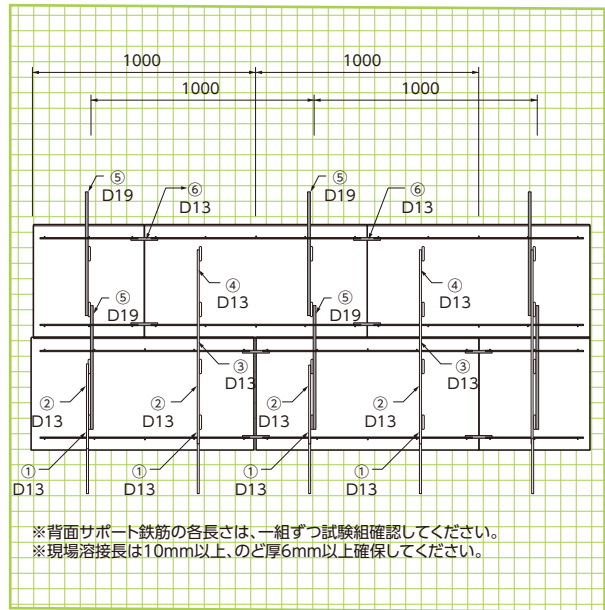 1000 1000
1000 1000
⑤ ⑤
D19 ⑥ D19 ⑥
D13 D13
④ ④
⑤ D13 ⑤ D13
D19 D19
③ ③
② D13 ② D13 ② D13 ② D13
D13 D13 D13 D13
① ① ① ①
D13 D13 D13 D13
※背面サポート鉄筋の各長さは、一組ずつ試験組確認してください。
※現場溶接長は10mm以上、のど厚6mm以上確保してください。